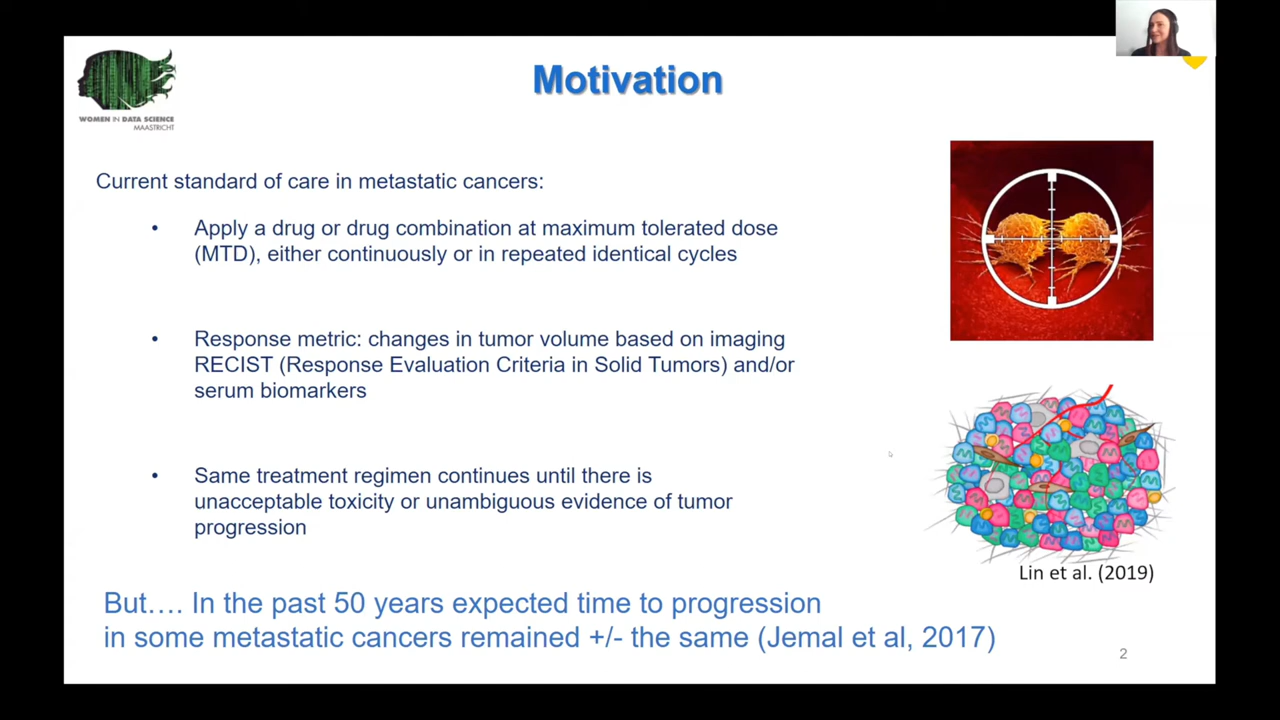 WOMEN IN DATA SCIENCE
MAASTRICHT
Motivation
Current standard of care in metastatic cancers:
• Apply a drug or drug combination at maximum tolerated dose
(MTD), either continuously or in repeated identical cycles
• Response metric: changes in tumor volume based on imaging
RECIST (Response Evaluation Criteria in Solid Tumors) and/or
serum biomarkers
• Same treatment regimen continues until there is
unacceptable toxicity or unambiguous evidence of tumor
progression
Lin et al. (2019)
But…. In the past 50 years expected time to progression
in some metastatic cancers remained +/- the same (Jemal et al, 2017)
2